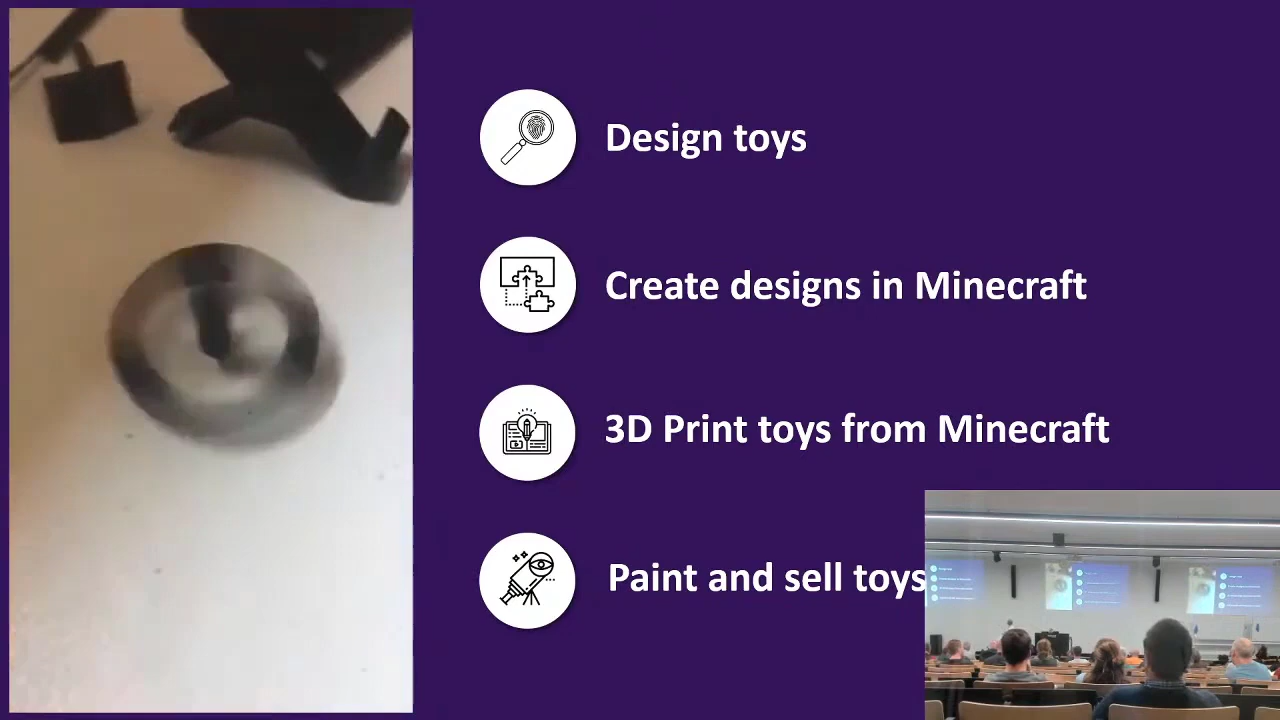 Design toys
Create designs in Minecraft
3D Print toys from Minecraft
Paint and sell toys